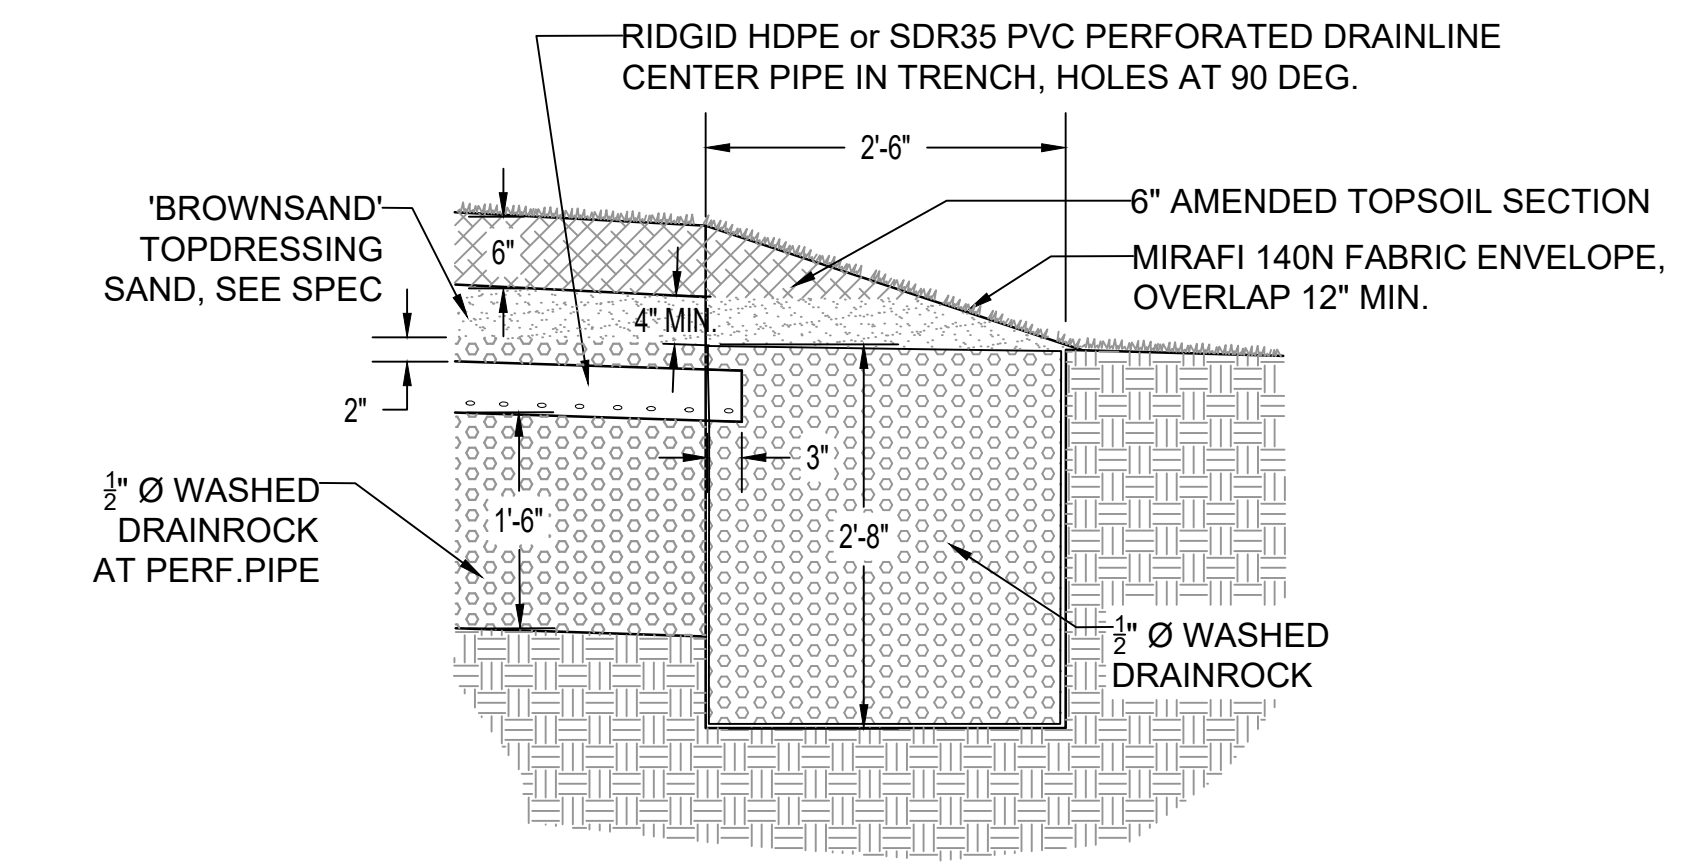 RIDGID HDPE or SDR35 PVC PERFORATED DRAINLINE
CENTER PIPE IN TRENCH, HOLES AT 90 DEG.
2'-6"
'BROWNSAND'
TOPDRESSING
SAND, SEE SPEC
6"
6" AMENDED TOPSOIL SECTION
MIRAFI 140N FABRIC ENVELOPE,
OVERLAP 12" MIN.
4" MIN.
2"
3"
½" Ø WASHED
DRAINROCK
AT PERF.PIPE
1'-6"
2'-8"
½" Ø WASHED
DRAINROCK